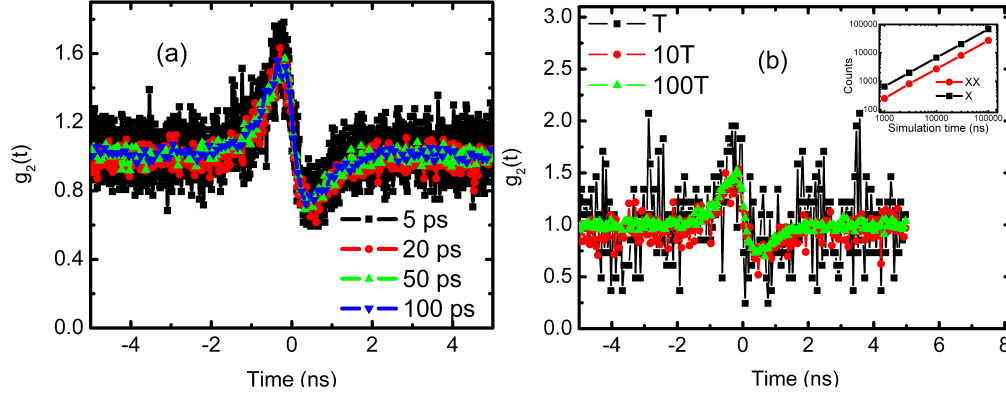 (a)
g2(t)
1.6
1.2
0.8
0.4
0.0
5 ps
20 ps
50 ps
100 ps
-4 -2 0 2 4
Time (ns)
(b)
g2(t)
3.0
2.5
2.0
1.5
1.0
0.5
0.0
T
10T
100T
-4 -2 0 2 4 6 8
Time (ns)
Counts
100000
10000
1000
100
XX
X
1000 10000 100000
Simulation time (ns)